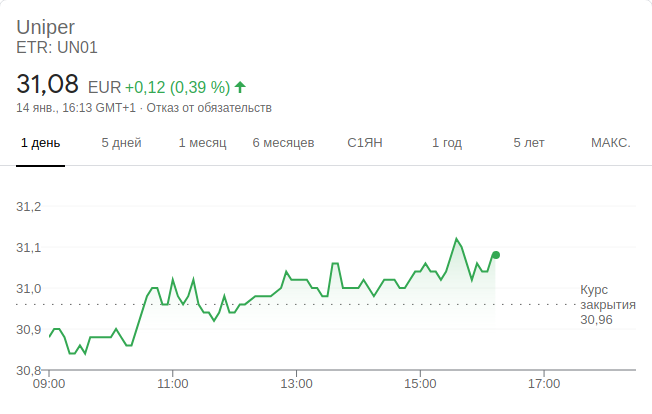 Uniper
ETR: UN01
31,08 EUR +0,12 (0,39 %)
14 янв., 16:13 GMT+1 · Отказ от обязательств
1 день 5 дней 1 месяц 6 месяцев С1ЯН 1 год 5 лет МАКС.
31,2
31,1
31,0
30,9
30,8
Курс
закрытия
30,96
09:00 11:00 13:00 15:00 17:00